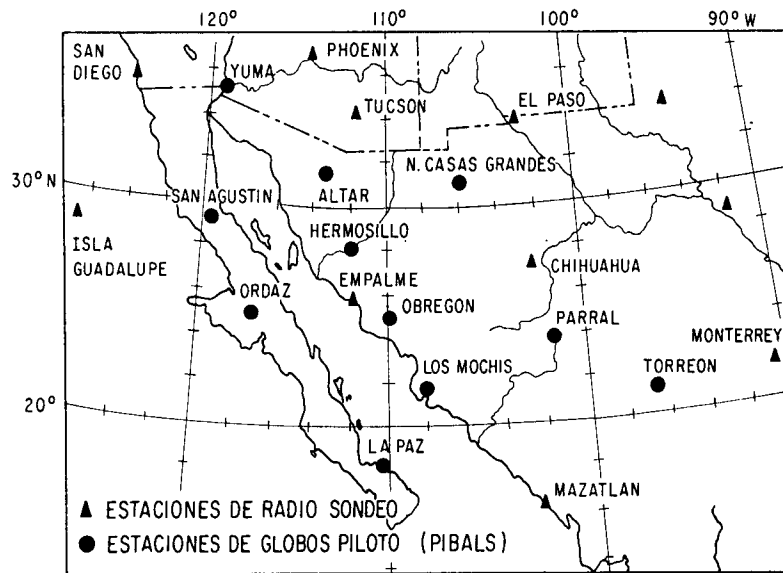 120° 110° 100° 90° W
SAN DIEGO
PHOENIX
YUMA
TUCSON
EL PASO
30°
SAN AGUSTIN
ALTAR
N. CASAS GRANDES
ISLA GUADALUPE
HERMOSILLO
EMPALME
CHIHUAHUA
ORDAZ
OBREGON
PARRAL
MONTERREY
LOS MOCHIS
TORREON
20°
LA PAZ
MAZATLAN
ESTACIONES DE RADIO SONDEO
ESTACIONES DE GLOBOS PILOTO (PIBALS)